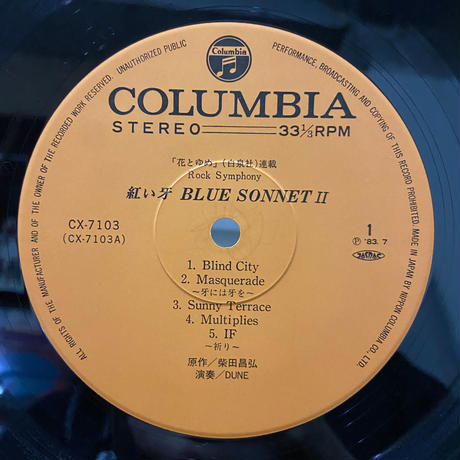 ALL RIGHTS OF THE MANUFACTURER AND OF THE OWNER OF THE RECORDED WORK RESERVED. UNAUTHORIZED PUBLIC PERFORMANCE, BROADCASTING AND COPYING OF THIS RECORD PROHIBITED. MADE IN JAPAN BY NIPPON COLUMBIA CO., LTD.
Columbia
COLUMBIA
STEREO 33 1/3 RPM
「花とゆめ」(白泉社)連載
Rock Symphony
紅い牙 BLUE SONNET II
CX-7103
(CX-7103A)
1
Ⓟ '83. 7
JASRAC
1. Blind City
2. Masquerade
〜牙には牙を〜
3. Sunny Terrace
4. Multiplies
5. IF
〜祈り〜
原作/柴田昌弘
演奏/DUNE